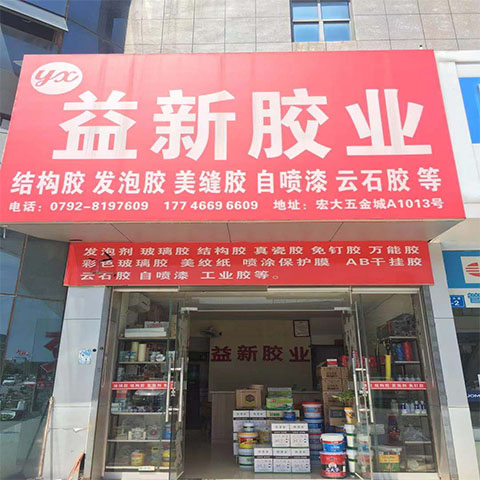 yx
益新胶业
结构胶 发泡胶 美缝胶 自喷漆 云石胶 等
电话：0792-8197609 177 4669 6609 地址：宏大五金城A1013号
发泡剂 玻璃胶 结构胶 真瓷胶 免钉胶 万能胶
彩色玻璃胶 美纹纸 喷涂保护膜 AB干挂胶
云石胶 自喷漆 工业胶等。
益新胶业